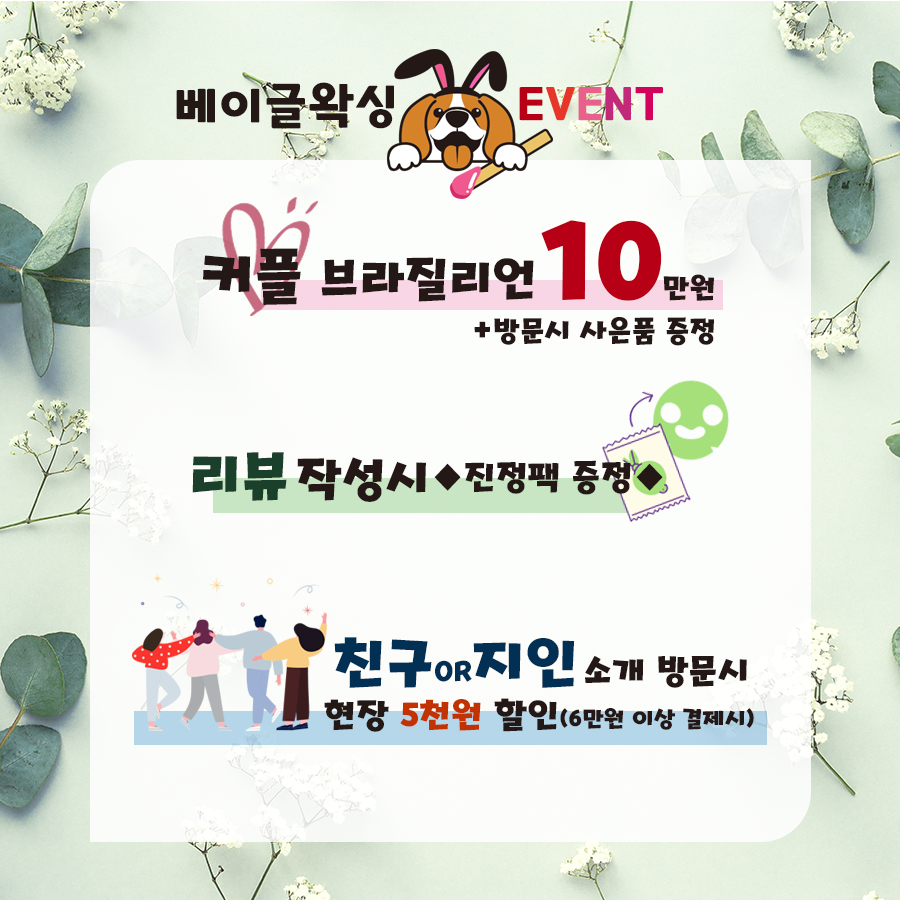 베이글왁싱 EVENT
커플 브라질리언 10만원
+방문시 사은품 증정
리뷰 작성시◆진정팩 증정◆
친구OR지인 소개 방문시
현장 5천원 할인(6만원 이상 결제시)